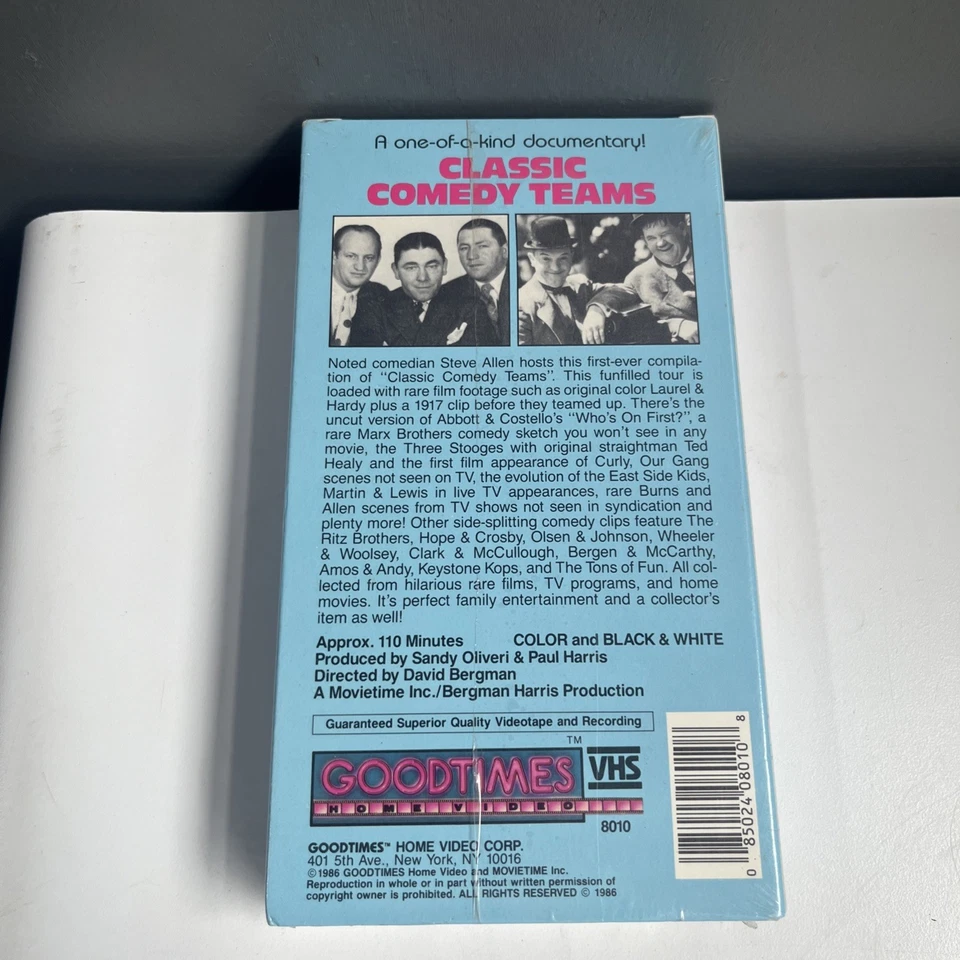 A one-of-a-kind documentary!
CLASSIC
COMEDY TEAMS
Noted comedian Steve Allen hosts this first-ever compila-
tion of "Classic Comedy Teams". This funfilled tour is
loaded with rare film footage such as original color Laurel &
Hardy plus a 1917 clip before they teamed up. There's the
uncut version of Abbott & Costello's "Who's On First?", a
rare Marx Brothers comedy sketch you won't see in any
movie, the Three Stooges with original straightman Ted
Healy and the first film appearance of Curly, Our Gang
scenes not seen on TV, the evolution of the East Side Kids,
Martin & Lewis in live TV appearances, rare Burns and
Allen scenes from TV shows not seen in syndication and
plenty more! Other side-splitting comedy clips feature The
Ritz Brothers, Hope & Crosby, Olsen & Johnson, Wheeler
& Woolsey, Clark & McCullough, Bergen & McCarthy,
Amos & Andy, Keystone Kops, and The Tons of Fun. All col-
lected from hilarious rare films, TV programs, and home
movies. It's perfect family entertainment and a collector's
item as well!
Approx. 110 Minutes COLOR and BLACK & WHITE
Produced by Sandy Oliveri & Paul Harris
Directed by David Bergman
A Movietime Inc./Bergman Harris Production
Guaranteed Superior Quality Videotape and Recording
GOODTIMES TM
HOME VIDEO
VHS
8010
GOODTIMES™ HOME VIDEO CORP.
401 5th Ave., New York, NY 10016
©1986 GOODTIMES Home Video and MOVIETIME Inc.
Reproduction in whole or in part without written permission of
copyright owner is prohibited. ALL RIGHTS RESERVED © 1986
0 85024 08010 8